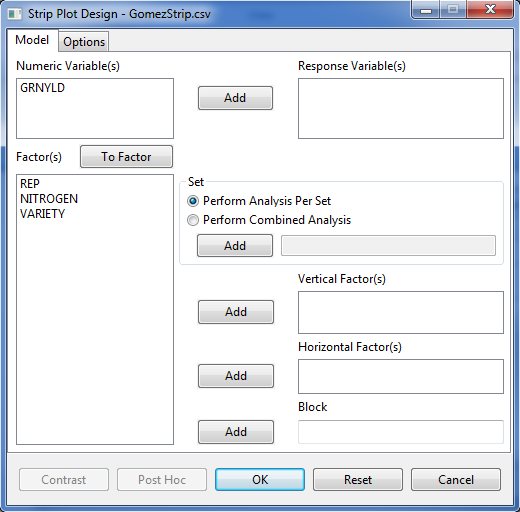 Strip Plot Design - GomezStrip.csv
Model Options
Numeric Variable(s)
GRNYLD
Add
Response Variable(s)
Factor(s)
To Factor
REP
NITROGEN
VARIETY
Set
Perform Analysis Per Set
Perform Combined Analysis
Add
Vertical Factor(s)
Add
Horizontal Factor(s)
Add
Block
Add
Contrast Post Hoc OK Reset Cancel